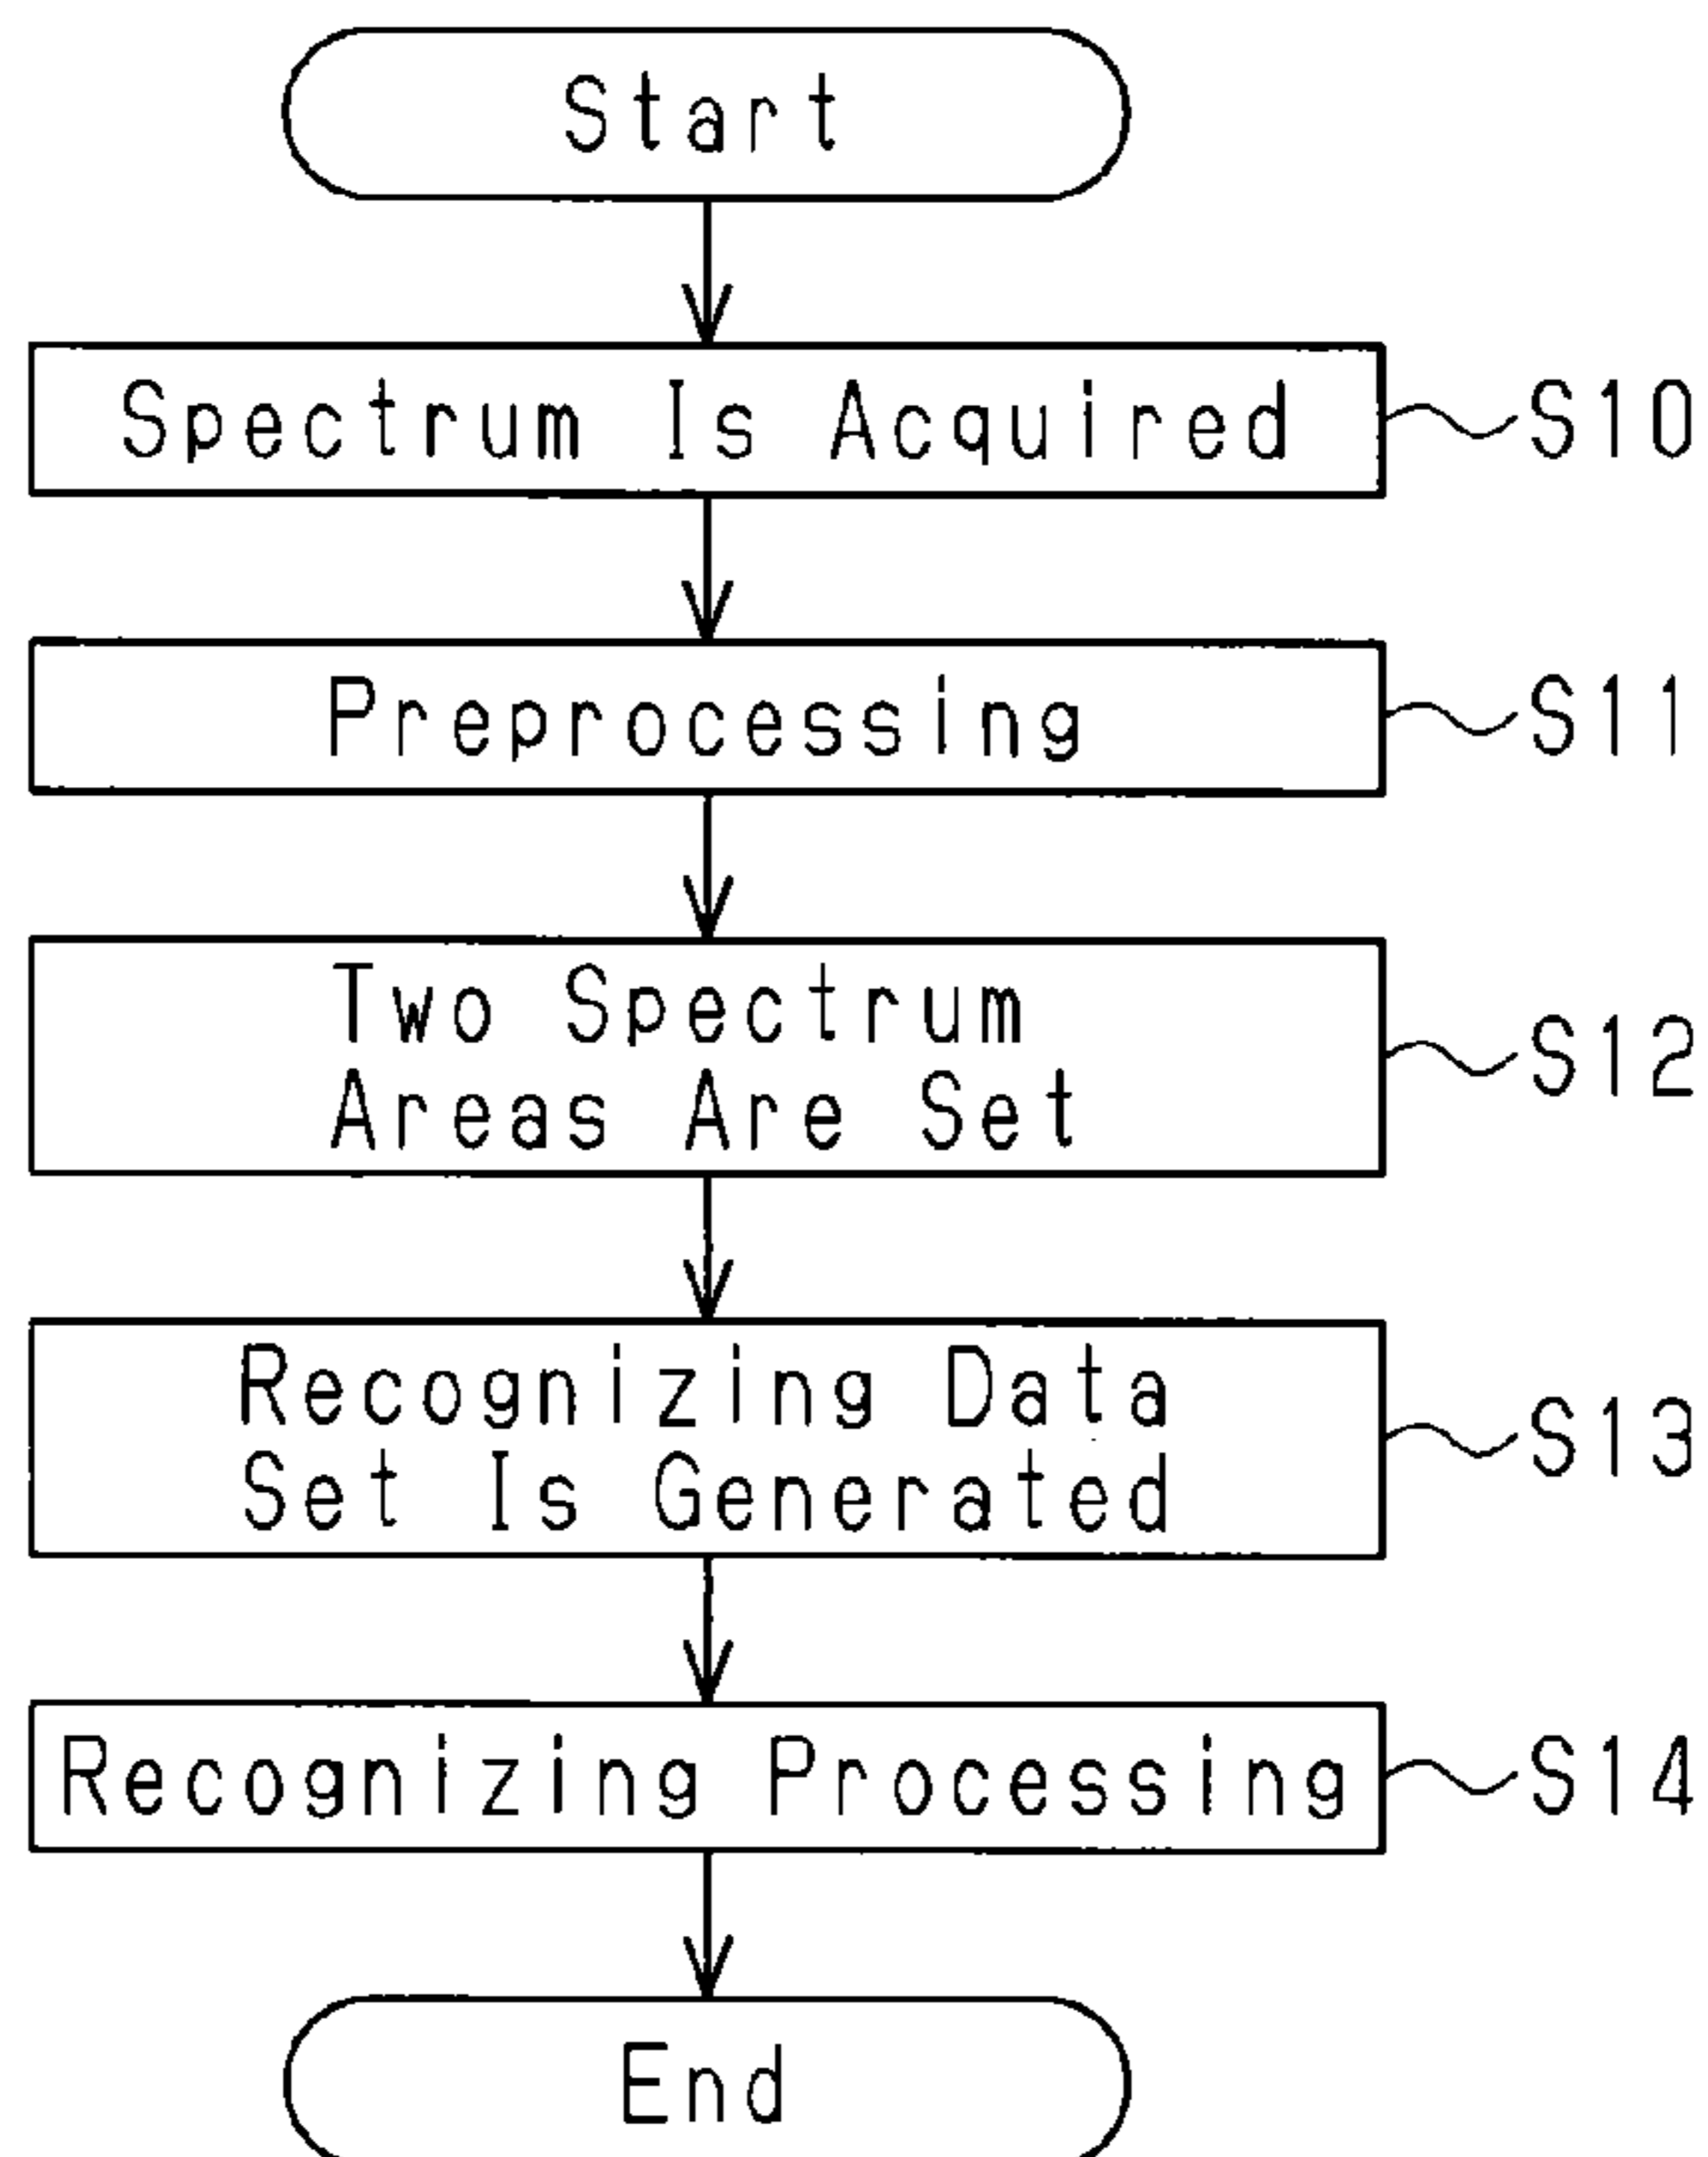 Start
Spectrum Is Acquired
S10
Preprocessing
S11
Two Spectrum
Areas Are Set
S12
Recognizing Data
Set Is Generated
S13
Recognizing Processing
S14
End